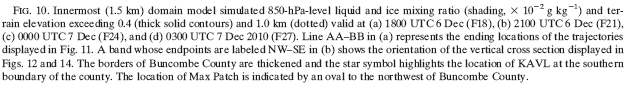 FIG. 10. Innermost (1.5 km) domain model simulated 850-hPa-level liquid and ice mixing ratio (shading, × 10⁻² g kg⁻¹) and ter-
rain elevation exceeding 0.4 (thick solid contours) and 1.0 km (dotted) valid at (a) 1800 UTC 6 Dec (F18), (b) 2100 UTC 6 Dec (F21),
(c) 0000 UTC 7 Dec (F24), and (d) 0300 UTC 7 Dec 2010 (F27). Line AA–BB in (a) represents the ending locations of the trajectories
displayed in Fig. 11. A band whose endpoints are labeled NW–SE in (b) shows the orientation of the vertical cross section displayed in
Figs. 12 and 14. The borders of Buncombe County are thickened and the star symbol highlights the location of KAVL at the southern
boundary of the county. The location of Max Patch is indicated by an oval to the northwest of Buncombe County.